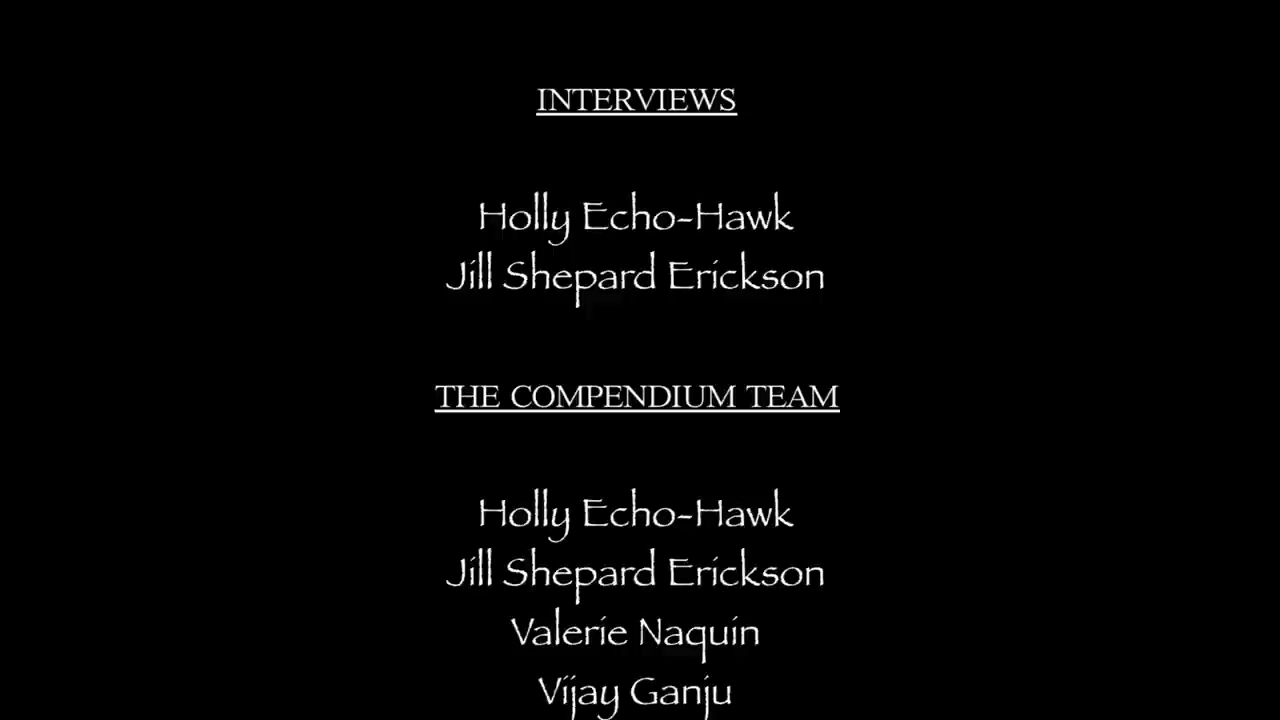 INTERVIEWS
Holly Echo-Hawk
Jill Shepard Erickson
THE COMPENDIUM TEAM
Holly Echo-Hawk
Jill Shepard Erickson
Valerie Naquin
Vijay Ganju